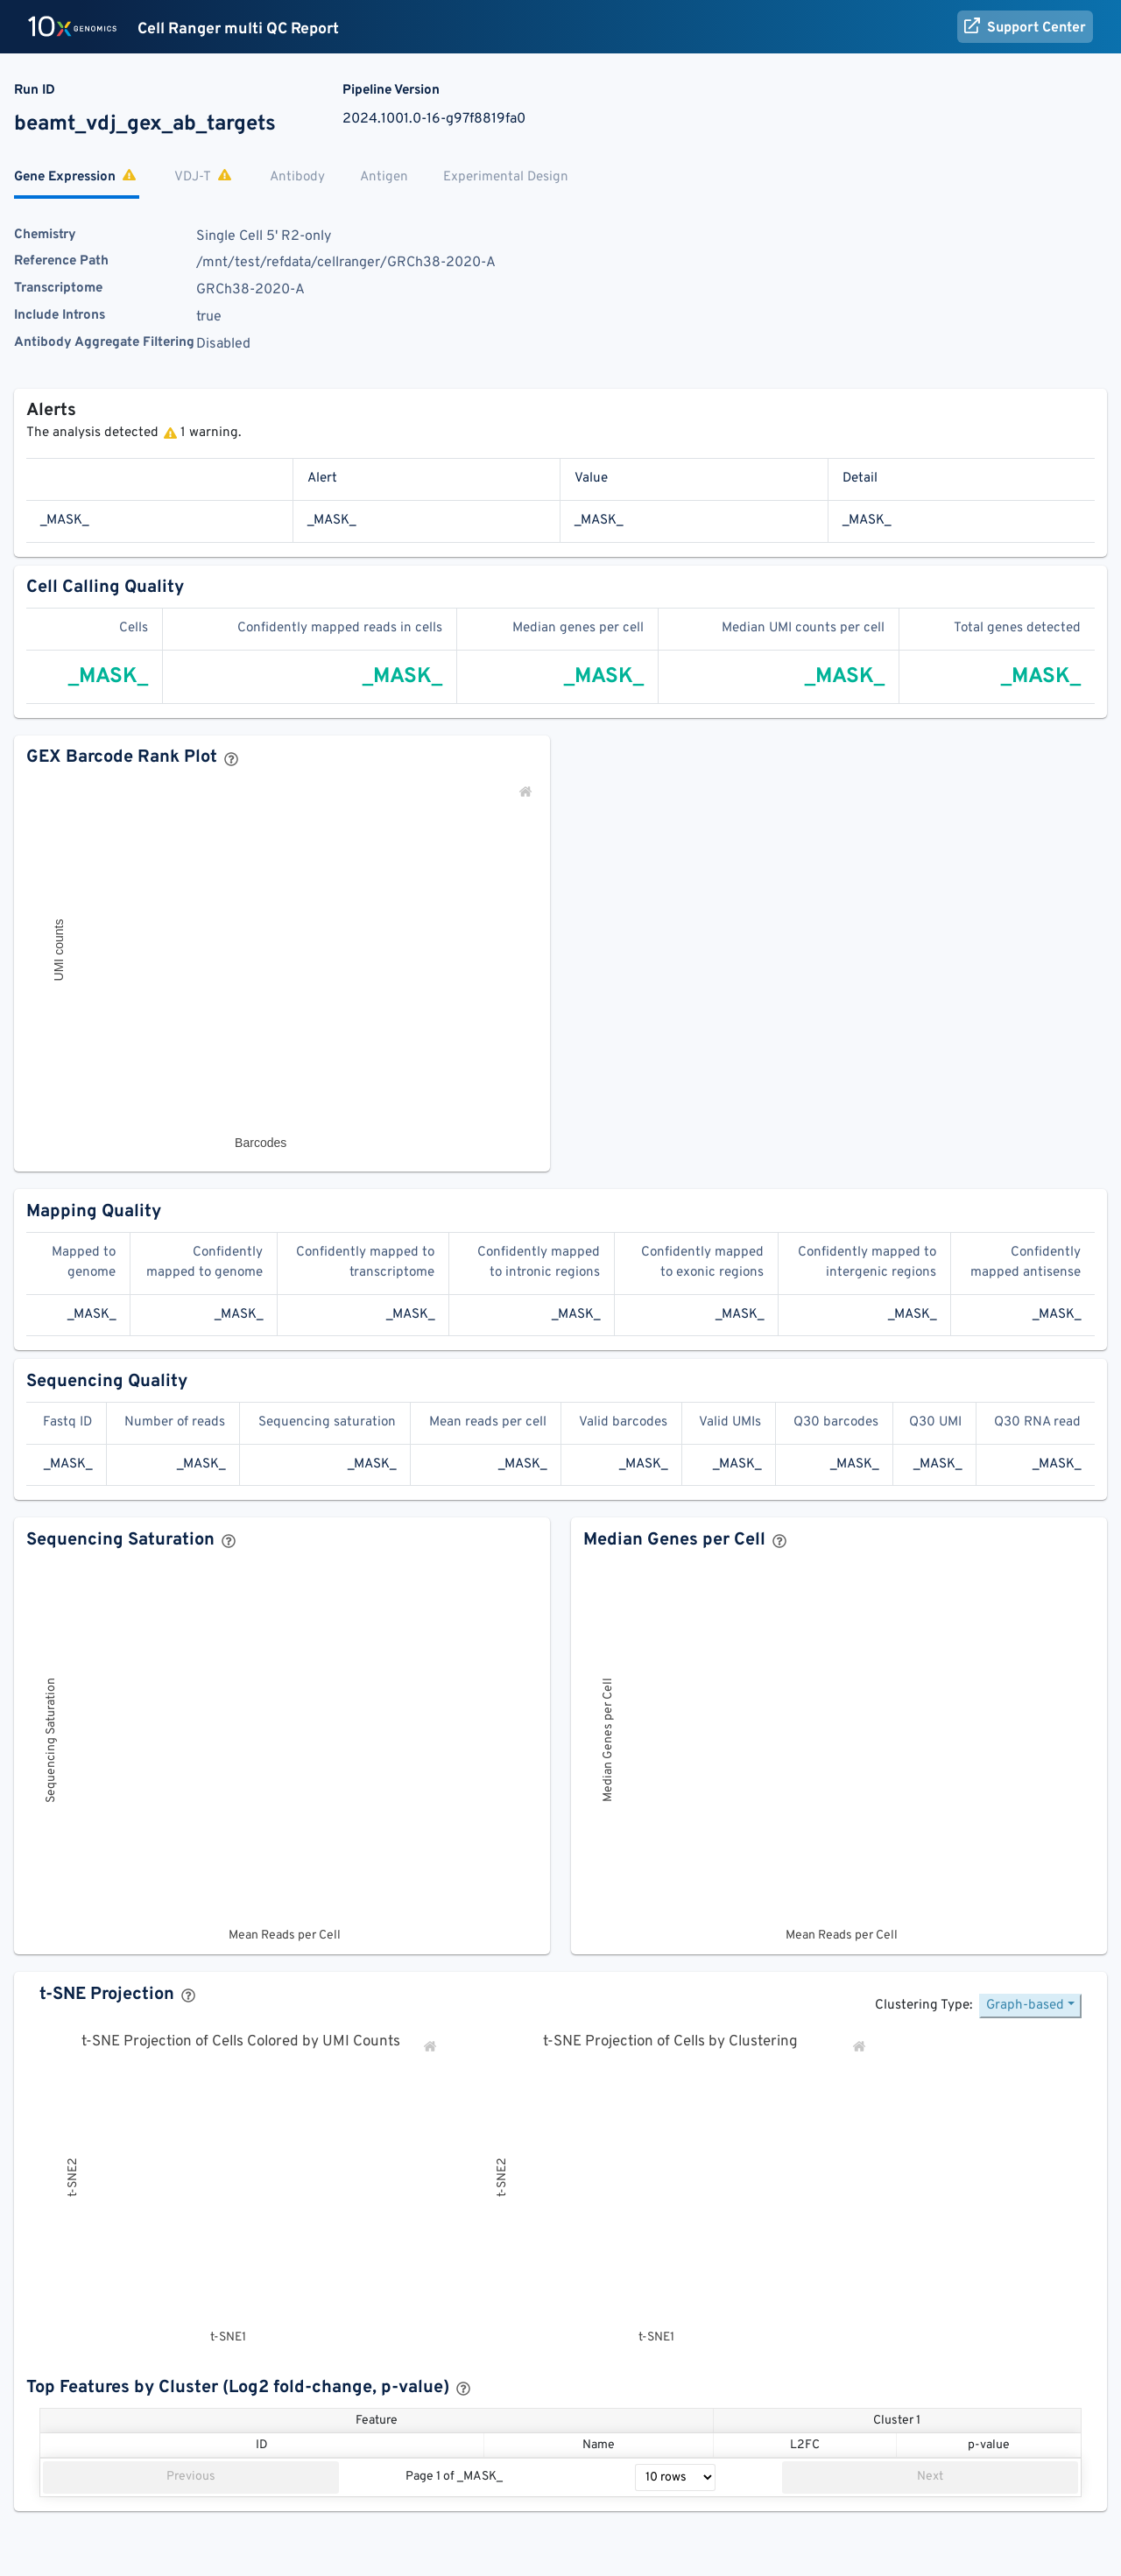 10x GENOMICS Cell Ranger multi QC Report Support Center
Run ID Pipeline Version
beamt_vdj_gex_ab_targets 2024.1001.0-16-g97f8819fa0
Gene Expression VDJ-T Antibody Antigen Experimental Design
Chemistry Single Cell 5' R2-only
Reference Path /mnt/test/refdata/cellranger/GRCh38-2020-A
Transcriptome GRCh38-2020-A
Include Introns true
Antibody Aggregate Filtering Disabled
Alerts
The analysis detected 1 warning.
Alert Value Detail
_MASK_ _MASK_ _MASK_ _MASK_
Cell Calling Quality
Cells Confidently mapped reads in cells Median genes per cell Median UMI counts per cell Total genes detected
_MASK_ _MASK_ _MASK_ _MASK_ _MASK_
GEX Barcode Rank Plot
UMI counts
Barcodes
Mapping Quality
Mapped to Confidently Confidently mapped to Confidently mapped Confidently mapped Confidently mapped to Confidently
genome mapped to genome transcriptome to intronic regions to exonic regions intergenic regions mapped antisense
_MASK_ _MASK_ _MASK_ _MASK_ _MASK_ _MASK_ _MASK_
Sequencing Quality
Fastq ID Number of reads Sequencing saturation Mean reads per cell Valid barcodes Valid UMIs Q30 barcodes Q30 UMI Q30 RNA read
_MASK_ _MASK_ _MASK_ _MASK_ _MASK_ _MASK_ _MASK_ _MASK_ _MASK_
Sequencing Saturation Median Genes per Cell
Sequencing Saturation Median Genes per Cell
Mean Reads per Cell Mean Reads per Cell
t-SNE Projection
Clustering Type: Graph-based
t-SNE Projection of Cells Colored by UMI Counts t-SNE Projection of Cells by Clustering
t-SNE2 t-SNE2
t-SNE1 t-SNE1
Top Features by Cluster (Log2 fold-change, p-value)
Feature Cluster 1
ID Name L2FC p-value
Previous Page 1 of _MASK_ 10 rows Next